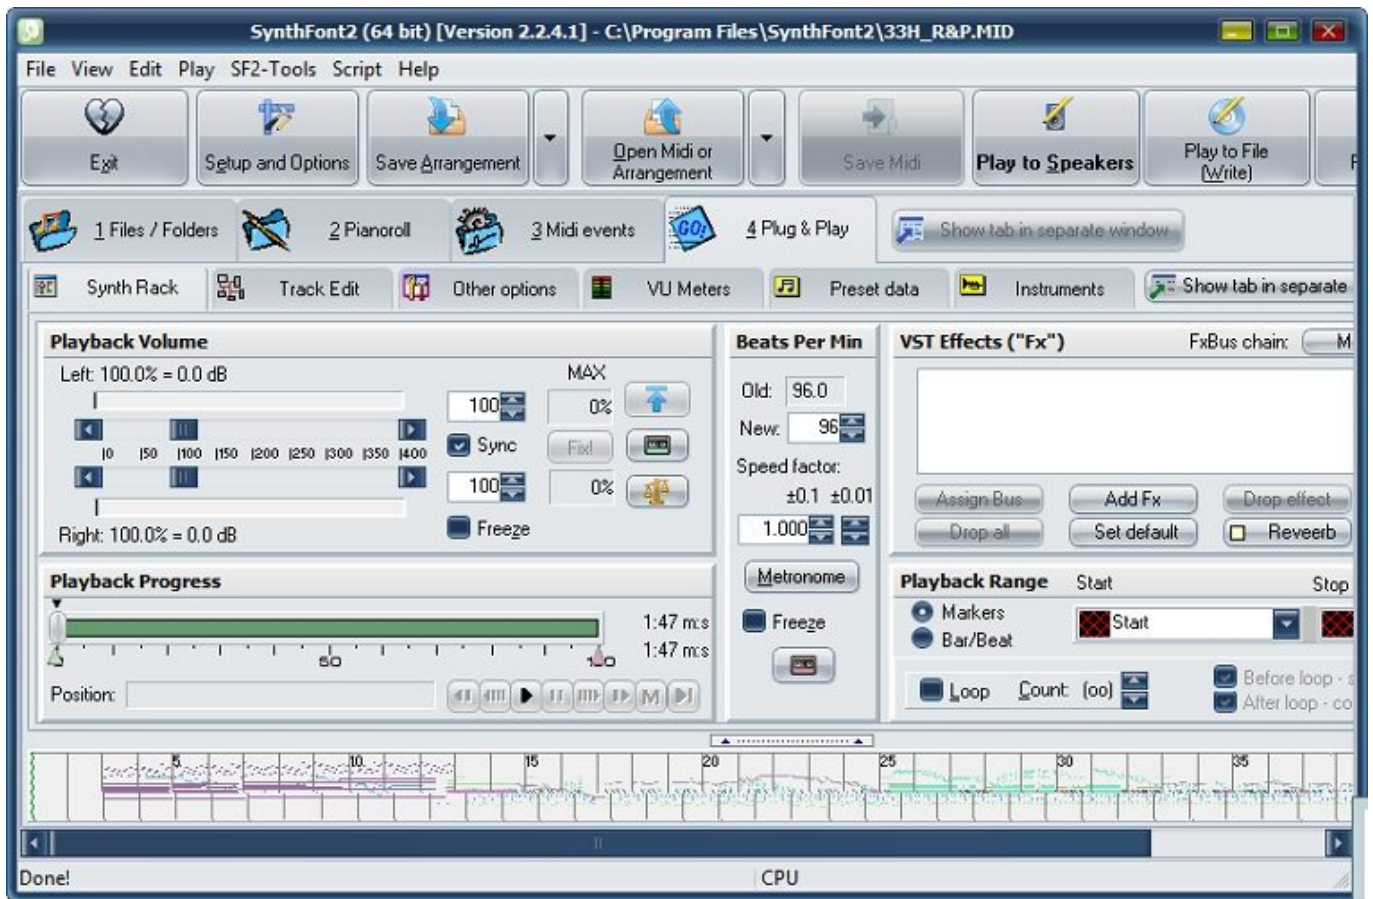 SynthFont2 (64 bit) [Version 2.2.4.1] - C:\Program Files\SynthFont2\33H_R&P.MID
File View Edit Play SF2-Tools Script Help
Exit
Setup and Options
Save Arrangement
Open Midi or
Arrangement
Save Midi
Play to Speakers
Play to File
(Write)
1 Files / Folders
2 Pianoroll
3 Midi events
GO!
4 Plug & Play
Show tab in separate window
Synth Rack
Track Edit
Other options
VU Meters
Preset data
Instruments
Show tab in separate
Playback Volume
Left: 100.0% = 0.0 dB
MAX
100
0%
Sync
Fix!
|0 |50 |100 |150 |200 |250 |300 |350 |400
100
0%
Freeze
Right: 100.0% = 0.0 dB
Beats Per Min
Old: 96.0
New: 96
Speed factor:
±0.1 ±0.01
1.000
Metronome
Freeze
VST Effects ("Fx")
FxBus chain: M
Assign Bus
Add Fx
Drop effect
Drop all
Set default
Reveerb
Playback Progress
1:47 m:s
50
100
1:47 m:s
Position:
M
Playback Range
Start
Stop
Markers
Start
Bar/Beat
Loop
Count: (oo)
Before loop - s
After loop - co
5 10 15 20 25 30 35
Done!
CPU